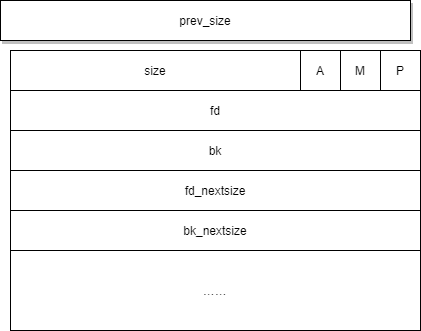 prev_size
size A M P
fd
bk
fd_nextsize
bk_nextsize
……